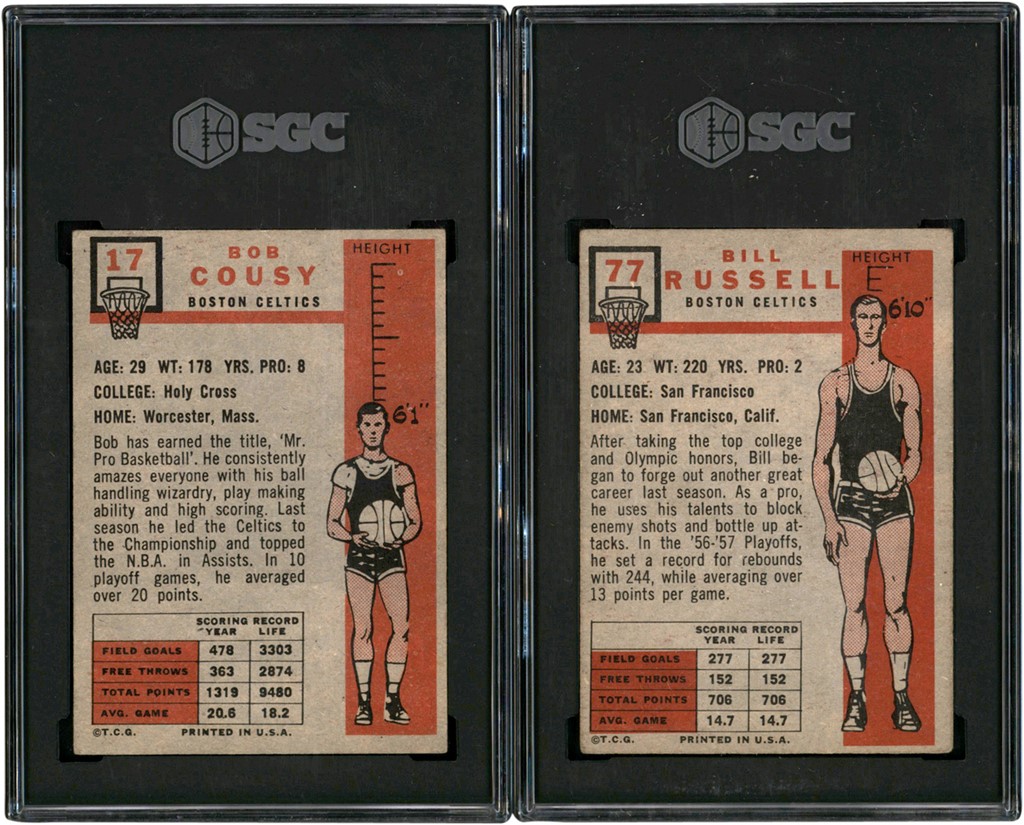 SGC
17
BOB
COUSY
BOSTON CELTICS
HEIGHT
6'1"
AGE: 29 WT: 178 YRS. PRO: 8
COLLEGE: Holy Cross
HOME: Worcester, Mass.
Bob has earned the title, 'Mr.
Pro Basketball'. He consistently
amazes everyone with his ball
handling wizardry, play making
ability and high scoring. Last
season he led the Celtics to
the Championship and topped
the N.B.A. in Assists. In 10
playoff games, he averaged
over 20 points.
SCORING RECORD
YEAR LIFE
FIELD GOALS 478 3303
FREE THROWS 363 2874
TOTAL POINTS 1319 9480
AVG. GAME 20.6 18.2
©T.C.G. PRINTED IN U.S.A.
SGC
77
BILL
RUSSELL
BOSTON CELTICS
HEIGHT
6'10"
AGE: 23 WT: 220 YRS. PRO: 2
COLLEGE: San Francisco
HOME: San Francisco, Calif.
After taking the top college
and Olympic honors, Bill be-
gan to forge out another great
career last season. As a pro,
he uses his talents to block
enemy shots and bottle up at-
tacks. In the '56-'57 Playoffs,
he set a record for rebounds
with 244, while averaging over
13 points per game.
SCORING RECORD
YEAR LIFE
FIELD GOALS 277 277
FREE THROWS 152 152
TOTAL POINTS 706 706
AVG. GAME 14.7 14.7
©T.C.G. PRINTED IN U.S.A.